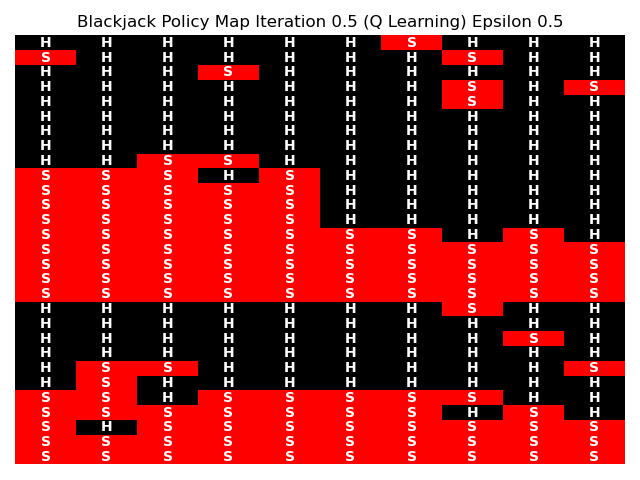 Blackjack Policy Map Iteration 0.5 (Q Learning) Epsilon 0.5
H H H H H H S H H H
S H H H H H H S H H
H H H S H H H H H H
H H H H H H H S H S
H H H H H H H S H H
H H H H H H H H H H
H H H H H H H H H H
H H H H H H H H H H
H H S S H H H H H H
S S S H S H H H H H
S S S S S H H H H H
S S S S S H H H H H
S S S S S H H H H H
S S S S S S S H S H
S S S S S S S S S S
S S S S S S S S S S
S S S S S S S S S S
S S S S S S S S S S
H H H H H H H S H H
H H H H H H H H H H
H H H H H H H H S H
H H H H H H H H H H
H S S H H H H H H S
H S H H H H H H H H
S S H S S S S S H H
S S S S S S S H S H
S H S S S S S S S S
S S S S S S S S S S
S S S S S S S S S S